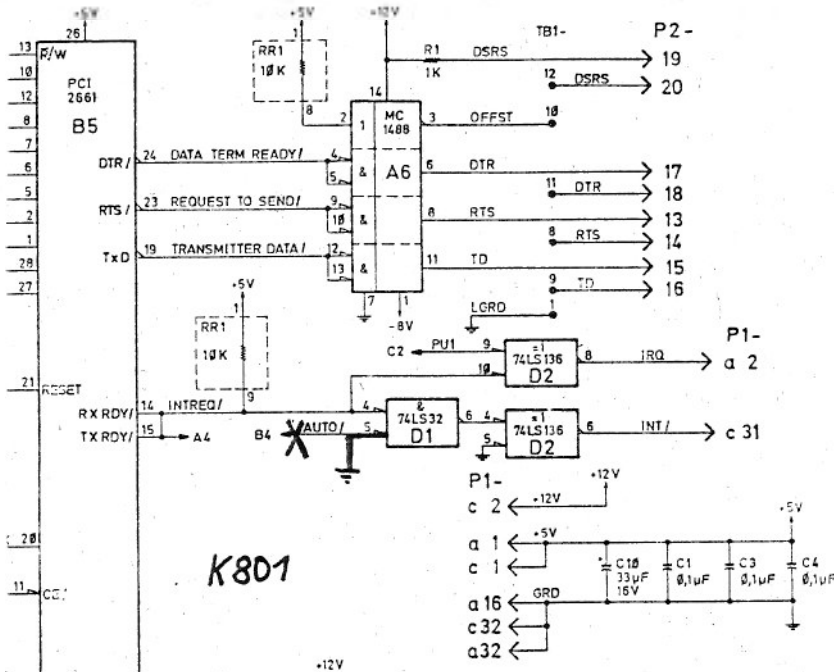 +5V +5V +12V TB1- P2-
26
13 R/W
RR1
10K
R1 DSRS 19
1K
10
PCI
2661
B5
12 DSRS 20
12
14
8
8 2 1 MC
1488
A6
3 OFFST 10
7
DTR/ 24 DATA TERM READY/ 4 & 6 DTR 17
6 5
11 DTR 18
5
RTS/ 23 REQUEST TO SEND/ 9 & 8 RTS 13
2 10
8 RTS 14
1
TxD 19 TRANSMITTER DATA/ 12 & 11 TD 15
28 13
9 TD 16
27
+5V 7 1 LGRD 1
1 -8V
RR1
10K
P1-
C2 PU1 9 =1
74LS136
D2
8 IRQ a 2
10
21 RESET
9
RX RDY/ 14 INTREQ/ 4 &
74LS32
D1
6 4 =1
74LS136
D2
6 INT/ c 31
TX RDY/ 15 A4 B4 AUTO/ 5 5
P1- +12V
c 2 +12V
+5V
a 1 +5V
c 1
20
K801
C10
33µF
16V
C1
0,1µF
C3
0,1µF
C4
0,1µF
11 CE/
a16 GRD
c32
a32
+12V